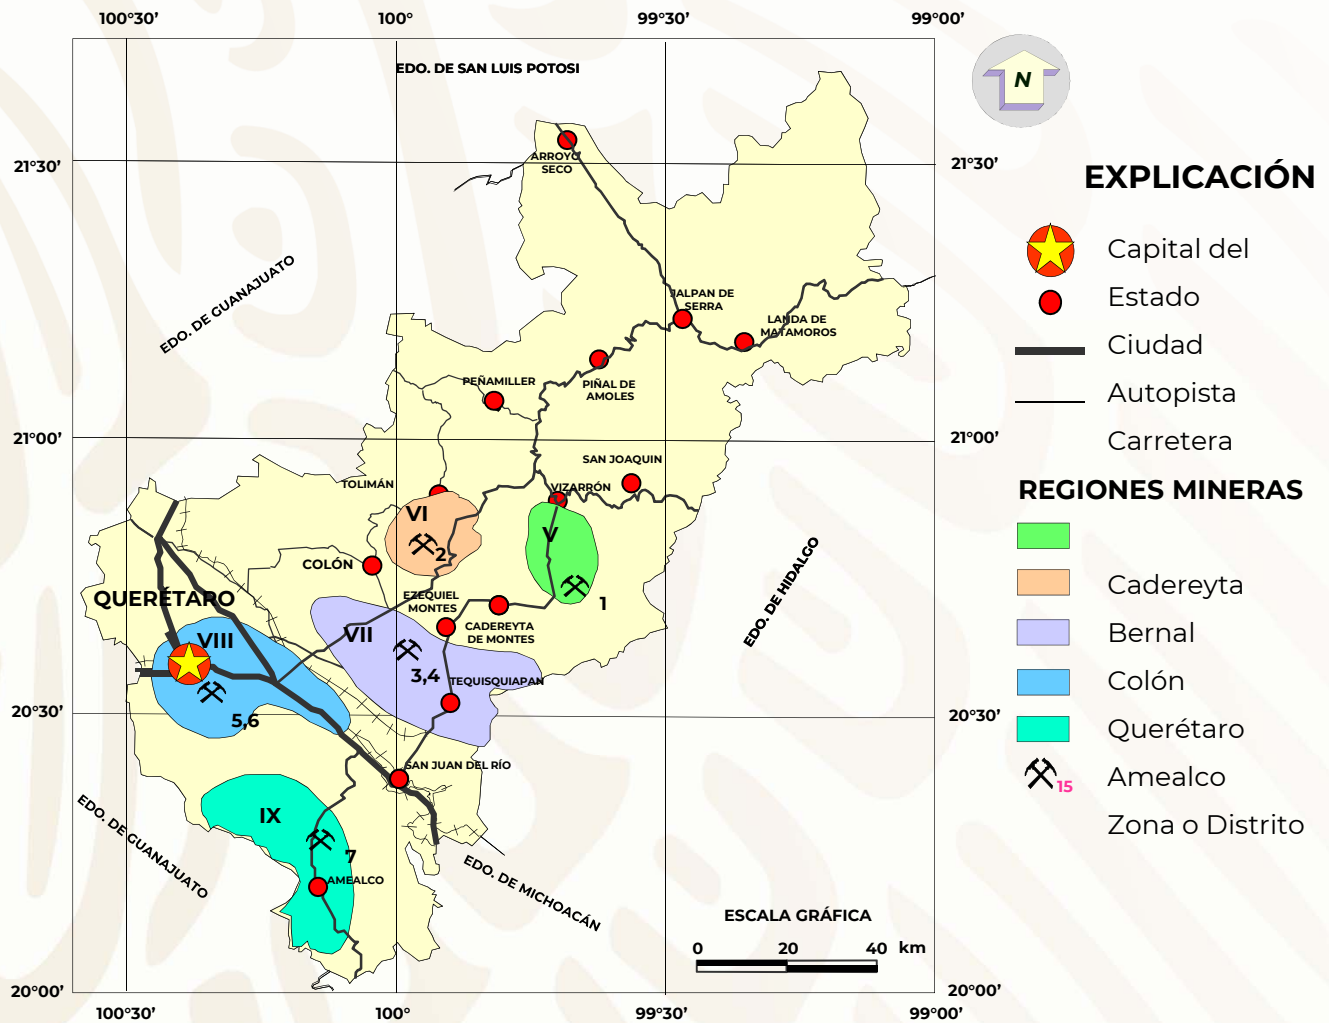 100°30’ 100° 99°30’ 99°00’
EDO. DE SAN LUIS POTOSI
N
21°30’ 21°30’
ARROYO
SECO
EXPLICACIÓN
Capital del
Estado
Ciudad
Autopista
Carretera
EDO. DE GUANAJUATO
JALPAN DE
SERRA
LANDA DE
MATAMOROS
PEÑAMILLER
PIÑAL DE
AMOLES
21°00’ 21°00’
SAN JOAQUIN
TOLIMÁN
VIZARRÓN
REGIONES MINERAS
Cadereyta
Bernal
Colón
Querétaro
15
Amealco
Zona o Distrito
VI
2
V
1
COLÓN
EDO. DE HIDALGO
QUERÉTARO
EZEQUIEL
MONTES
CADEREYTA
DE MONTES
VIII
VII
3,4
TEQUISQUIAPAN
5,6
20°30’ 20°30’
SAN JUAN DEL RÍO
EDO. DE GUANAJUATO
IX
7
AMEALCO
EDO. DE MICHOACÁN
ESCALA GRÁFICA
0 20 40 km
20°00’ 20°00’
100°30’ 100° 99°30’ 99°00’